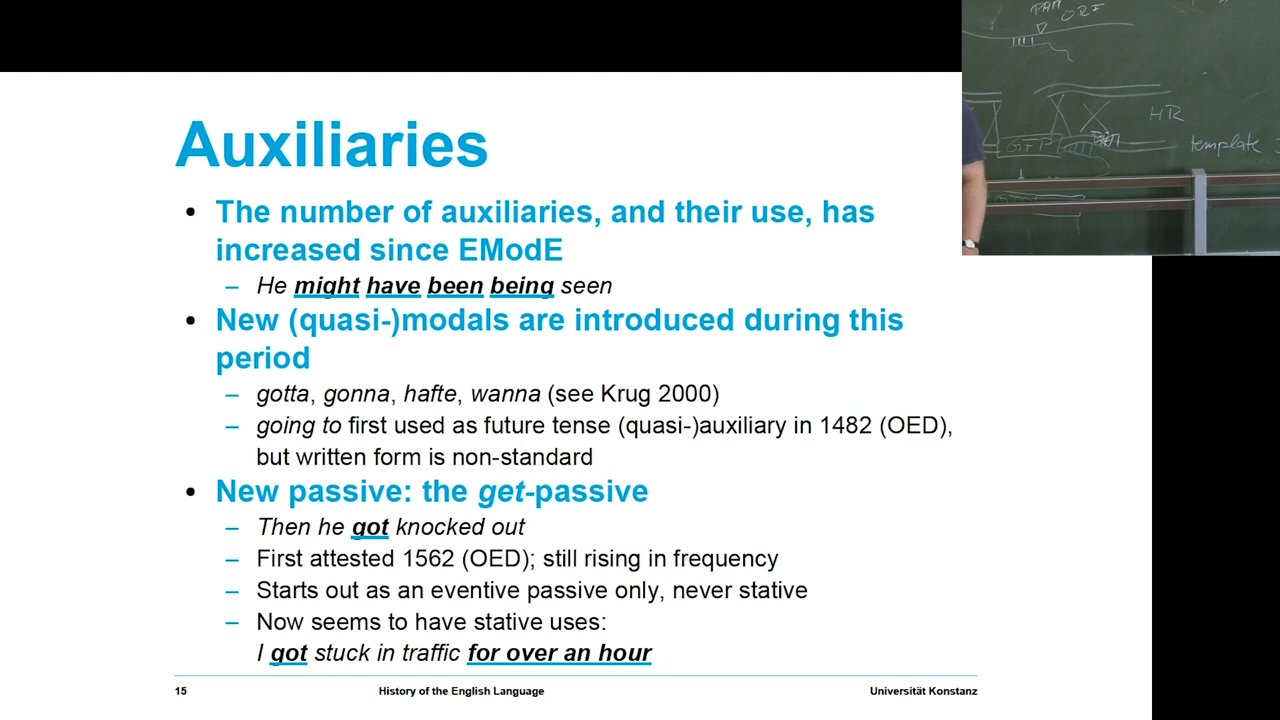 Auxiliaries
• The number of auxiliaries, and their use, has
increased since EModE
– He might have been being seen
• New (quasi-)modals are introduced during this
period
– gotta, gonna, hafte, wanna (see Krug 2000)
– going to first used as future tense (quasi-)auxiliary in 1482 (OED),
but written form is non-standard
• New passive: the get-passive
– Then he got knocked out
– First attested 1562 (OED); still rising in frequency
– Starts out as an eventive passive only, never stative
– Now seems to have stative uses:
I got stuck in traffic for over an hour
15 History of the English Language Universität Konstanz
ORF
HR
GFP
template